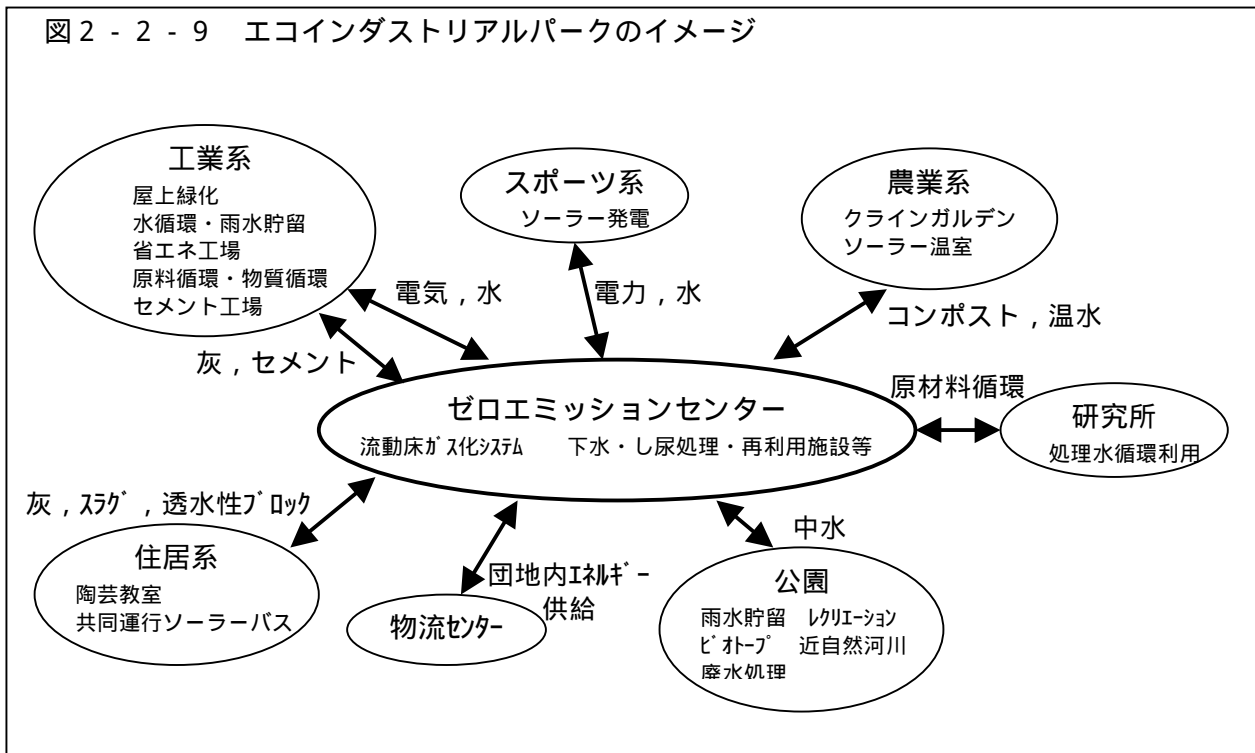 図2-2-9 エコインダストリアルパークのイメージ
工業系
屋上緑化
水循環・雨水貯留
省エネ工場
原料循環・物質循環
セメント工場
スポーツ系
ソーラー発電
農業系
クラインガルデン
ソーラー温室
電気,水
電力,水
コンポスト,温水
灰,セメント
ゼロエミッションセンター
流動床ガス化システム 下水・し尿処理・再利用施設等
原材料循環
研究所
処理水循環利用
灰,スラグ,透水性ブロック
住居系
陶芸教室
共同運行ソーラーバス
団地内エネルギー
供給
物流センター
中水
公園
雨水貯留 レクリエーション
ビオトープ 近自然河川
廃水処理